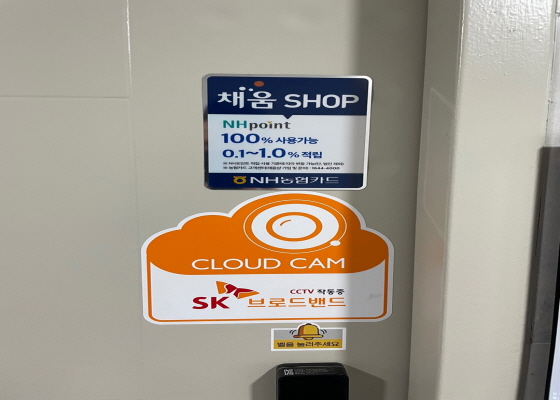 채움 SHOP
NHpoint
100% 사용가능
0.1~1.0% 적립
NH농협카드
CLOUD CAM
CCTV 작동중
SK 브로드밴드
벨을 눌러주세요